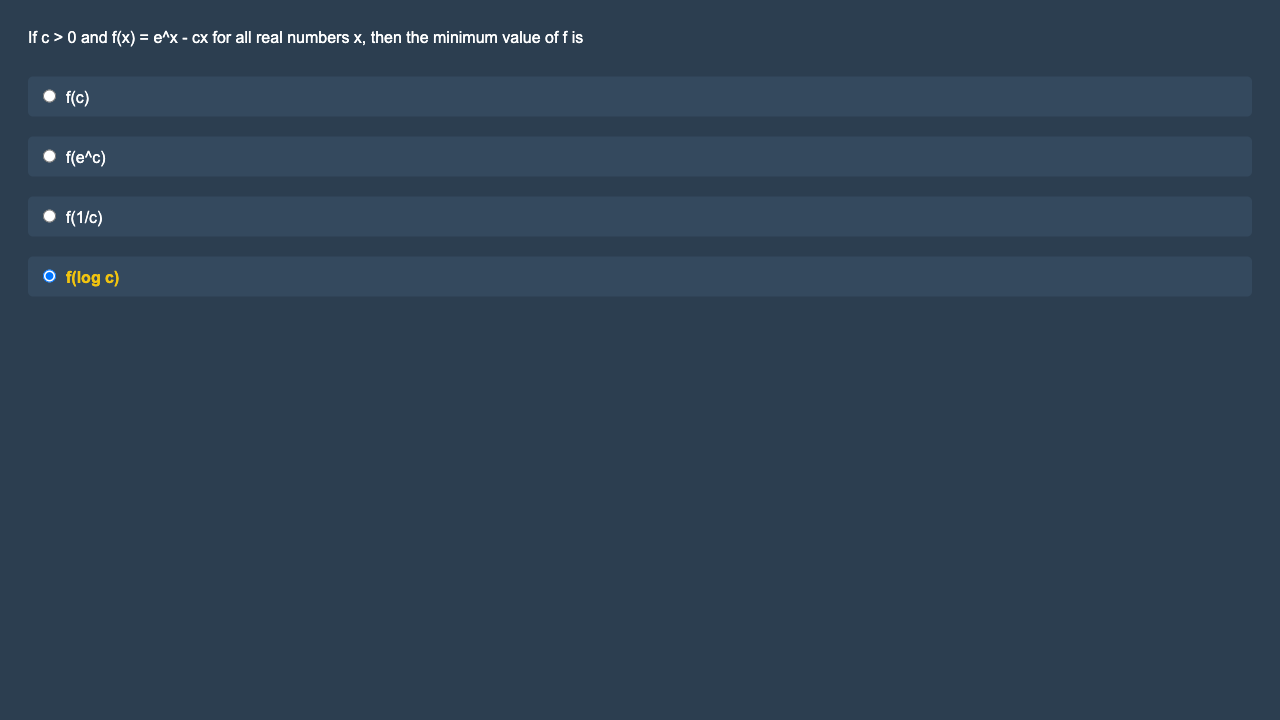 If c > 0 and f(x) = e^x - cx for all real numbers x, then the minimum value of f is
f(c)
f(e^c)
f(1/c)
f(log c)